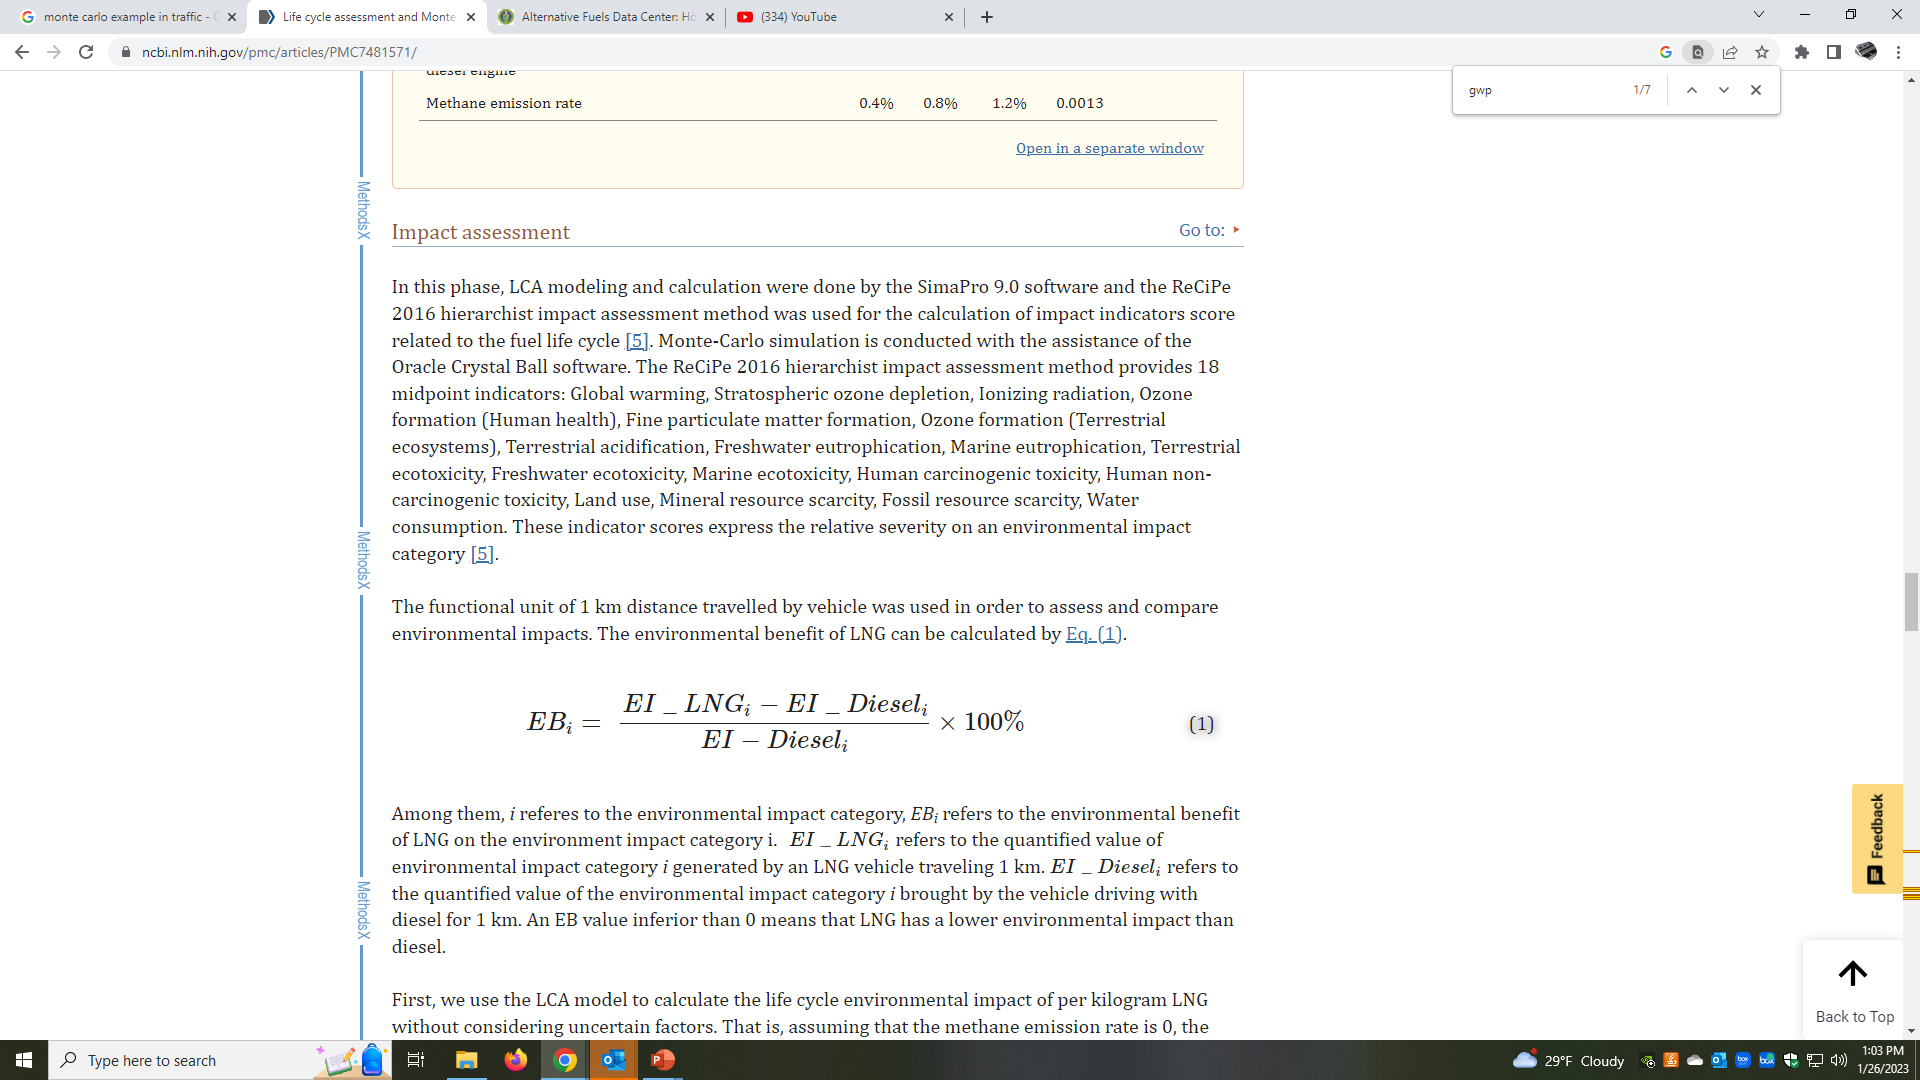 monte carlo example in traffic - G
Life cycle assessment and Monte
Alternative Fuels Data Center: Ho
(334) YouTube
ncbi.nlm.nih.gov/pmc/articles/PMC7481571/
gwp 1/7
diesel engine
Methane emission rate 0.4% 0.8% 1.2% 0.0013
Open in a separate window
MethodsX
Impact assessment Go to:
In this phase, LCA modeling and calculation were done by the SimaPro 9.0 software and the ReCiPe
2016 hierarchist impact assessment method was used for the calculation of impact indicators score
related to the fuel life cycle [5]. Monte-Carlo simulation is conducted with the assistance of the
Oracle Crystal Ball software. The ReCiPe 2016 hierarchist impact assessment method provides 18
midpoint indicators: Global warming, Stratospheric ozone depletion, Ionizing radiation, Ozone
formation (Human health), Fine particulate matter formation, Ozone formation (Terrestrial
ecosystems), Terrestrial acidification, Freshwater eutrophication, Marine eutrophication, Terrestrial
ecotoxicity, Freshwater ecotoxicity, Marine ecotoxicity, Human carcinogenic toxicity, Human non-
carcinogenic toxicity, Land use, Mineral resource scarcity, Fossil resource scarcity, Water
consumption. These indicator scores express the relative severity on an environmental impact
category [5].
MethodsX
The functional unit of 1 km distance travelled by vehicle was used in order to assess and compare
environmental impacts. The environmental benefit of LNG can be calculated by Eq. (1).
EBi = EI _ LNGi − EI _ Dieseli / EI − Dieseli × 100% (1)
Among them, i referes to the environmental impact category, EBi refers to the environmental benefit
of LNG on the environment impact category i. EI _ LNGi refers to the quantified value of
environmental impact category i generated by an LNG vehicle traveling 1 km. EI _ Dieseli refers to
the quantified value of the environmental impact category i brought by the vehicle driving with
diesel for 1 km. An EB value inferior than 0 means that LNG has a lower environmental impact than
diesel.
MethodsX
First, we use the LCA model to calculate the life cycle environmental impact of per kilogram LNG
without considering uncertain factors. That is, assuming that the methane emission rate is 0, the
Feedback
Back to Top
Type here to search
29°F Cloudy
1:03 PM
1/26/2023